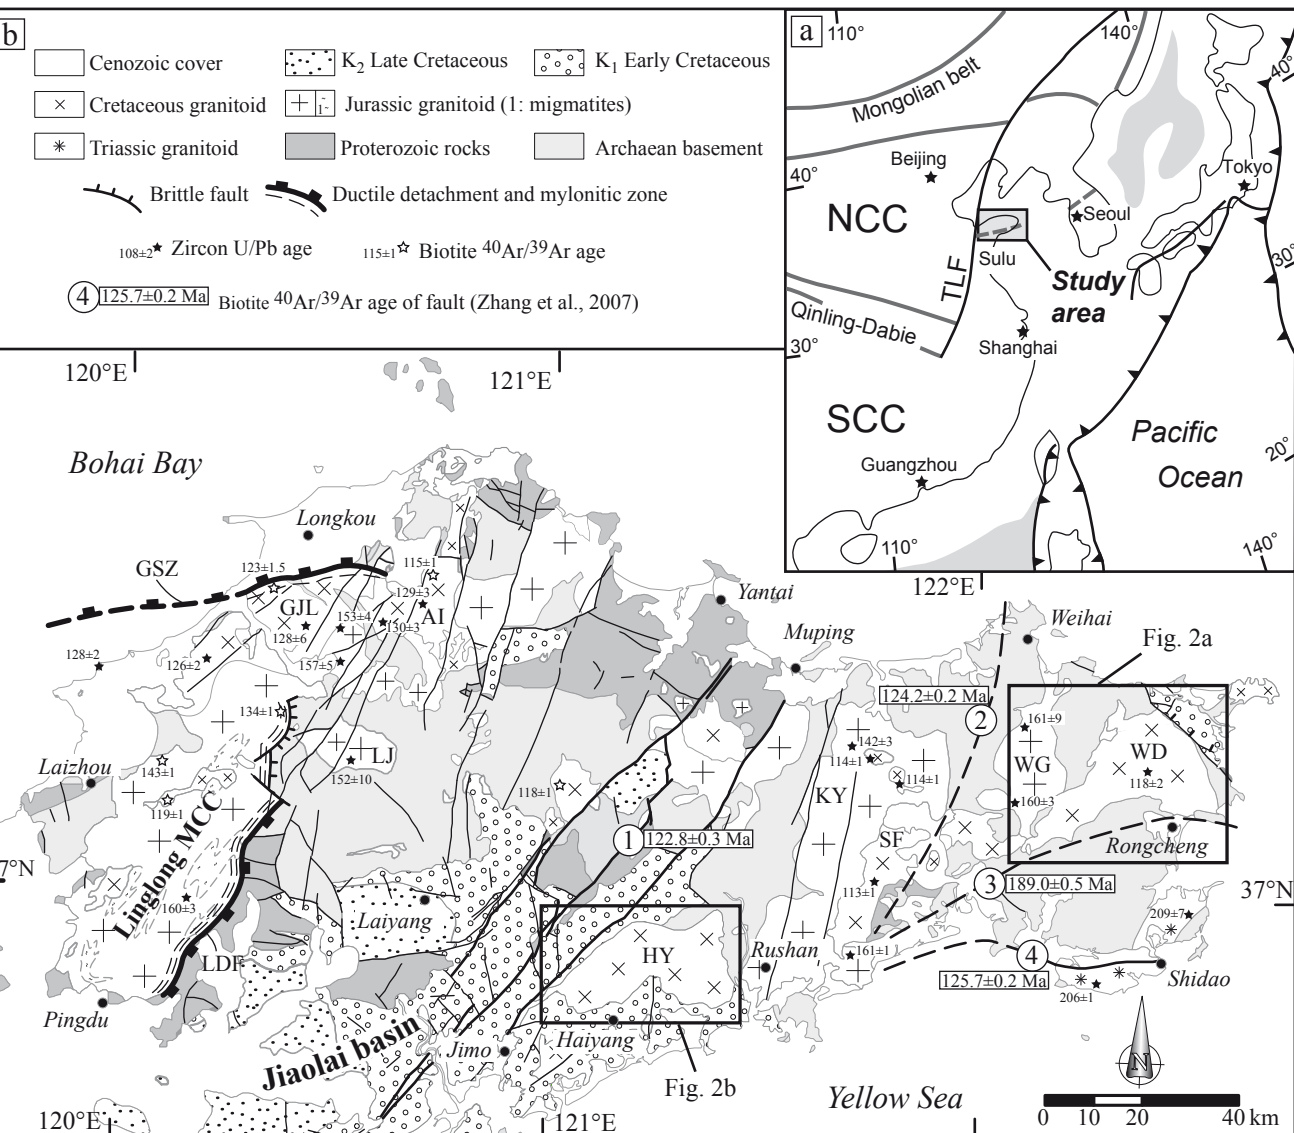 b
Cenozoic cover
K2 Late Cretaceous
K1 Early Cretaceous
Cretaceous granitoid
Jurassic granitoid (1: migmatites)
1
Triassic granitoid
Proterozoic rocks
Archaean basement
Brittle fault
Ductile detachment and mylonitic zone
108±2 Zircon U/Pb age
115±1 Biotite 40Ar/39Ar age
4 125.7±0.2 Ma Biotite 40Ar/39Ar age of fault (Zhang et al., 2007)
a
110°
140°
Mongolian belt
40°
Beijing
40°
Tokyo
NCC
Seoul
Sulu
TLF
Study
area
30°
Qinling-Dabie
30°
Shanghai
SCC
Pacific
Ocean
20°
Guangzhou
110°
140°
120°E
121°E
122°E
Bohai Bay
Longkou
GSZ
123±1.5
115±1
129±3
GJL
AI
153±4
130±3
128±6
128±2
126±2
157±5
134±1
Yantai
Muping
Weihai
Fig. 2a
124.2±0.2 Ma
2
161±9
WG
WD
118±2
160±3
Rongcheng
Laizhou
143±1
119±1
LJ
152±10
118±1
142±3
114±1
114±1
KY
SF
1
122.8±0.3 Ma
Linglong MCC
160±3
37°N
7°N
113±1
3
189.0±0.5 Ma
Laiyang
HY
Rushan
161±1
209±7
4
125.7±0.2 Ma
206±1
Shidao
LDF
Pingdu
Jiaolai basin
Jimo
Haiyang
Fig. 2b
Yellow Sea
N
0 10 20 40 km
120°E
121°E